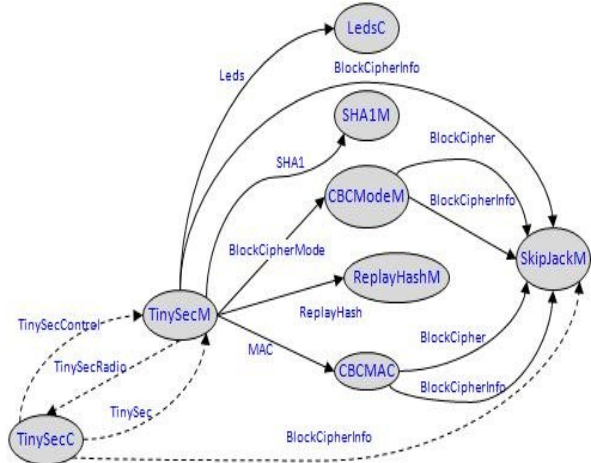 LedsC
BlockCipherInfo
Leds
SHA1M
BlockCipher
SHA1
CBCModeM
BlockCipherInfo
BlockCipherMode
SkipJackM
ReplayHashM
TinySecM
ReplayHash
TinySecControl
MAC
BlockCipher
TinySecRadio
CBCMAC
BlockCipherInfo
TinySec
TinySecC
BlockCipherInfo